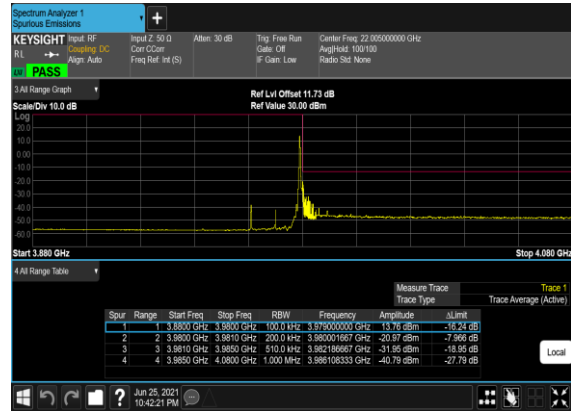 Spectrum Analyzer 1
Spurious Emissions
KEYSIGHT Input: RF Input Z: 50 Ω Atten: 30 dB Trig: Free Run Center Freq: 22.005000000 GHz
RL Coupling: DC Corr CCorr Gate: Off Avg|Hold: 100/100
Align: Auto Freq Ref: Int (S) IF Gain: Low Radio Std: None
PASS
3 All Range Graph
Ref Lvl Offset 11.73 dB
Scale/Div 10.0 dB Ref Value 30.00 dBm
Log
20.0
10.0
0.00
-10.0
-20.0
-30.0
-40.0
-50.0
-60.0
Start 3.880 GHz Stop 4.080 GHz
4 All Range Table
Measure Trace Trace 1
Trace Type Trace Average (Active)
Spur Range Start Freq Stop Freq RBW Frequency Amplitude ΔLimit
1 1 3.8800 GHz 3.9800 GHz 100.0 kHz 3.979000000 GHz 13.76 dBm -16.24 dB
2 2 3.9800 GHz 3.9810 GHz 200.0 kHz 3.980001667 GHz -20.97 dBm -7.966 dB
3 3 3.9810 GHz 3.9850 GHz 510.0 kHz 3.982186667 GHz -31.95 dBm -18.95 dB
4 4 3.9850 GHz 4.0800 GHz 1.000 MHz 3.986108333 GHz -40.79 dBm -27.79 dB
Local
? Jun 25, 2021
10:42:21 PM